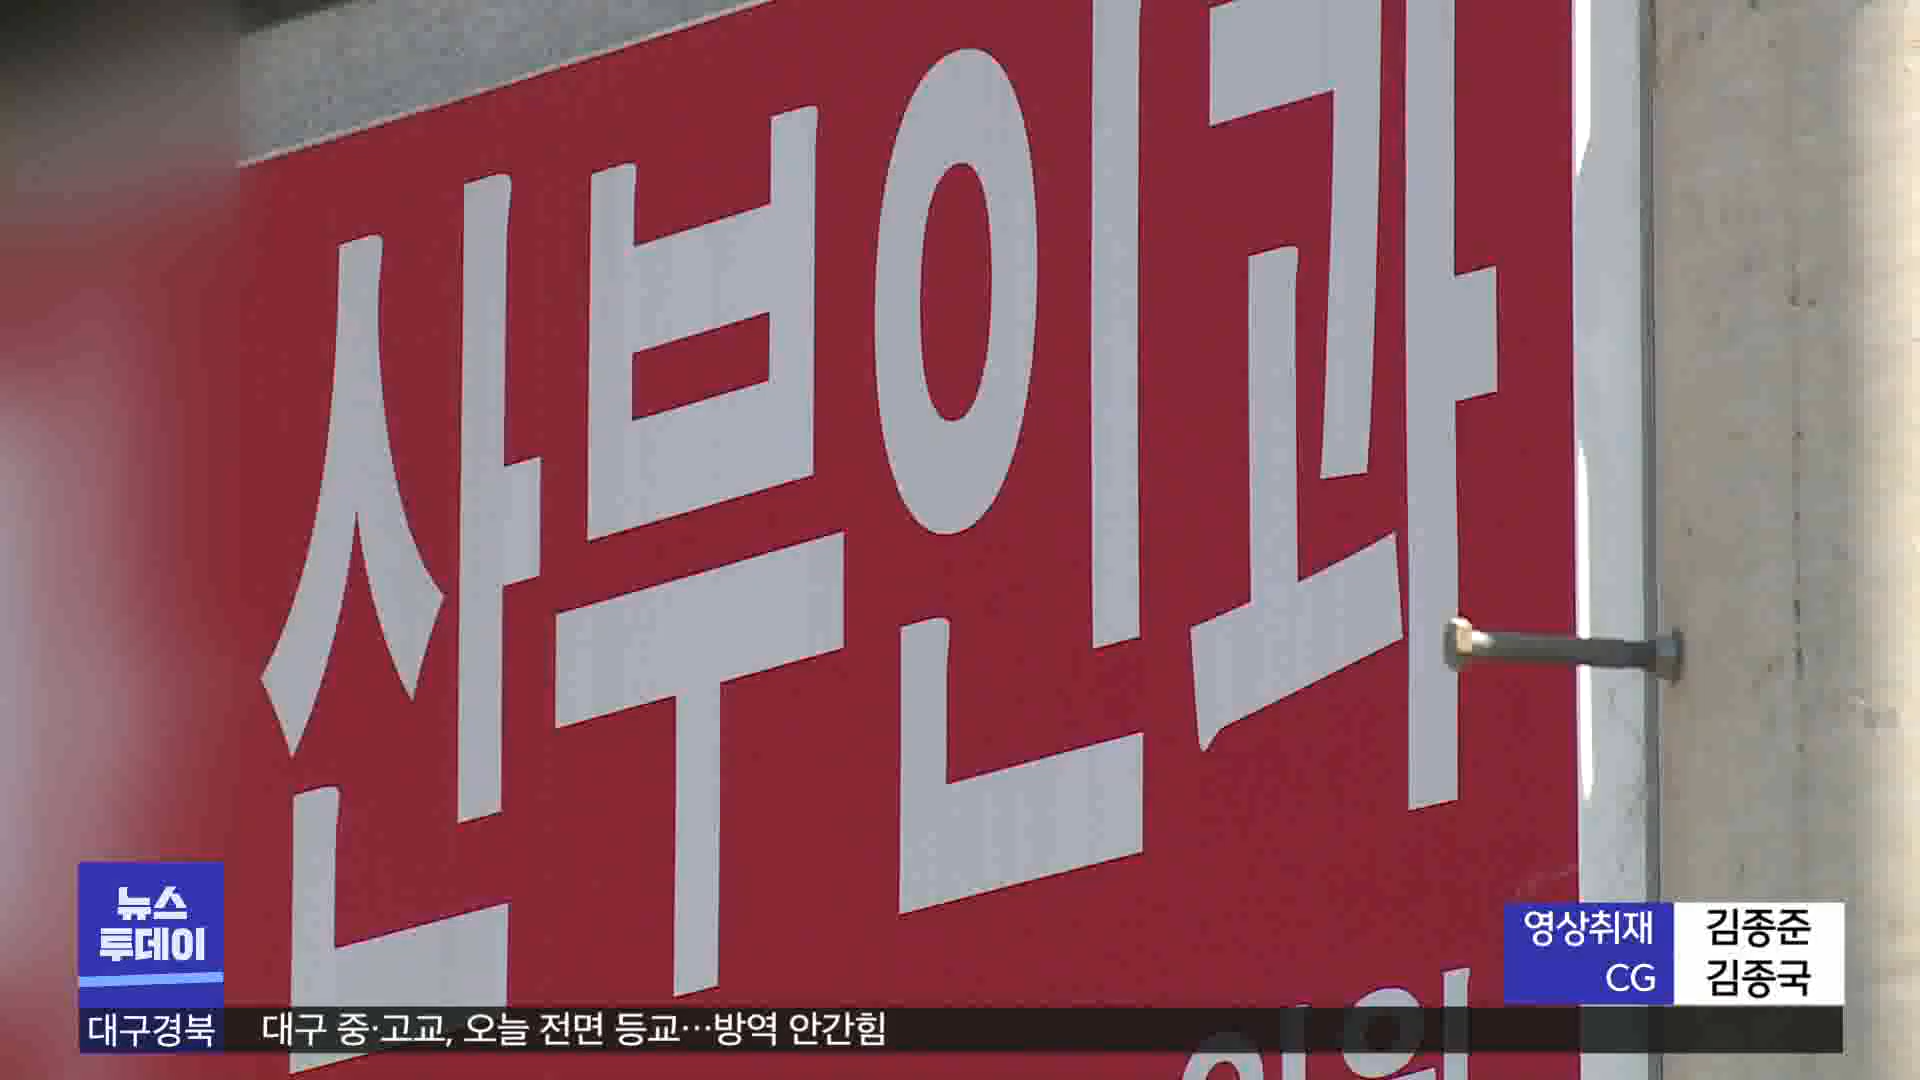 산부인과
의원
뉴스
투데이
영상취재 김종준
CG 김종국
대구경북 대구 중·고교, 오늘 전면 등교…방역 안간힘